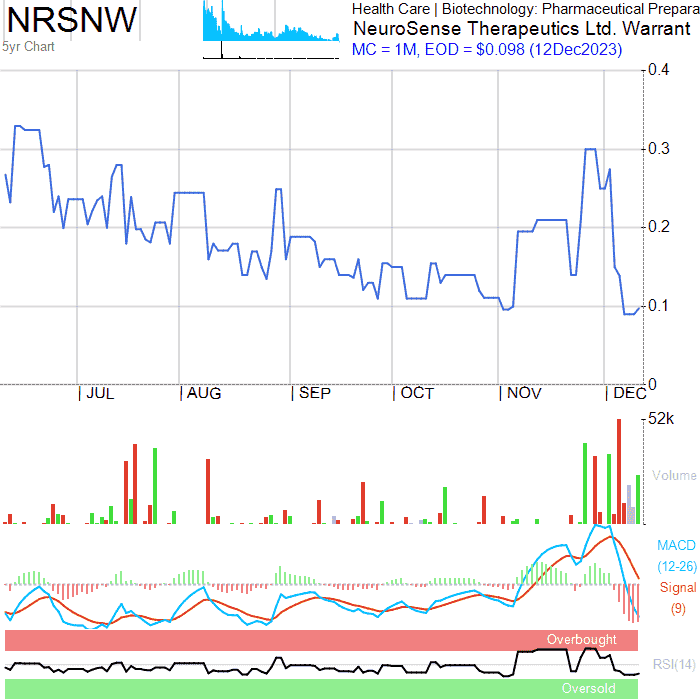 NRSNW
5yr Chart
Health Care | Biotechnology: Pharmaceutical Prepara
NeuroSense Therapeutics Ltd. Warrant
MC = 1M, EOD = $0.098 (12Dec2023)
0.4
0.3
0.2
0.1
0
| JUL | AUG | SEP | OCT | NOV | DEC
52k
Volume
MACD
(12-26)
Signal
(9)
Overbought
RSI(14)
Oversold